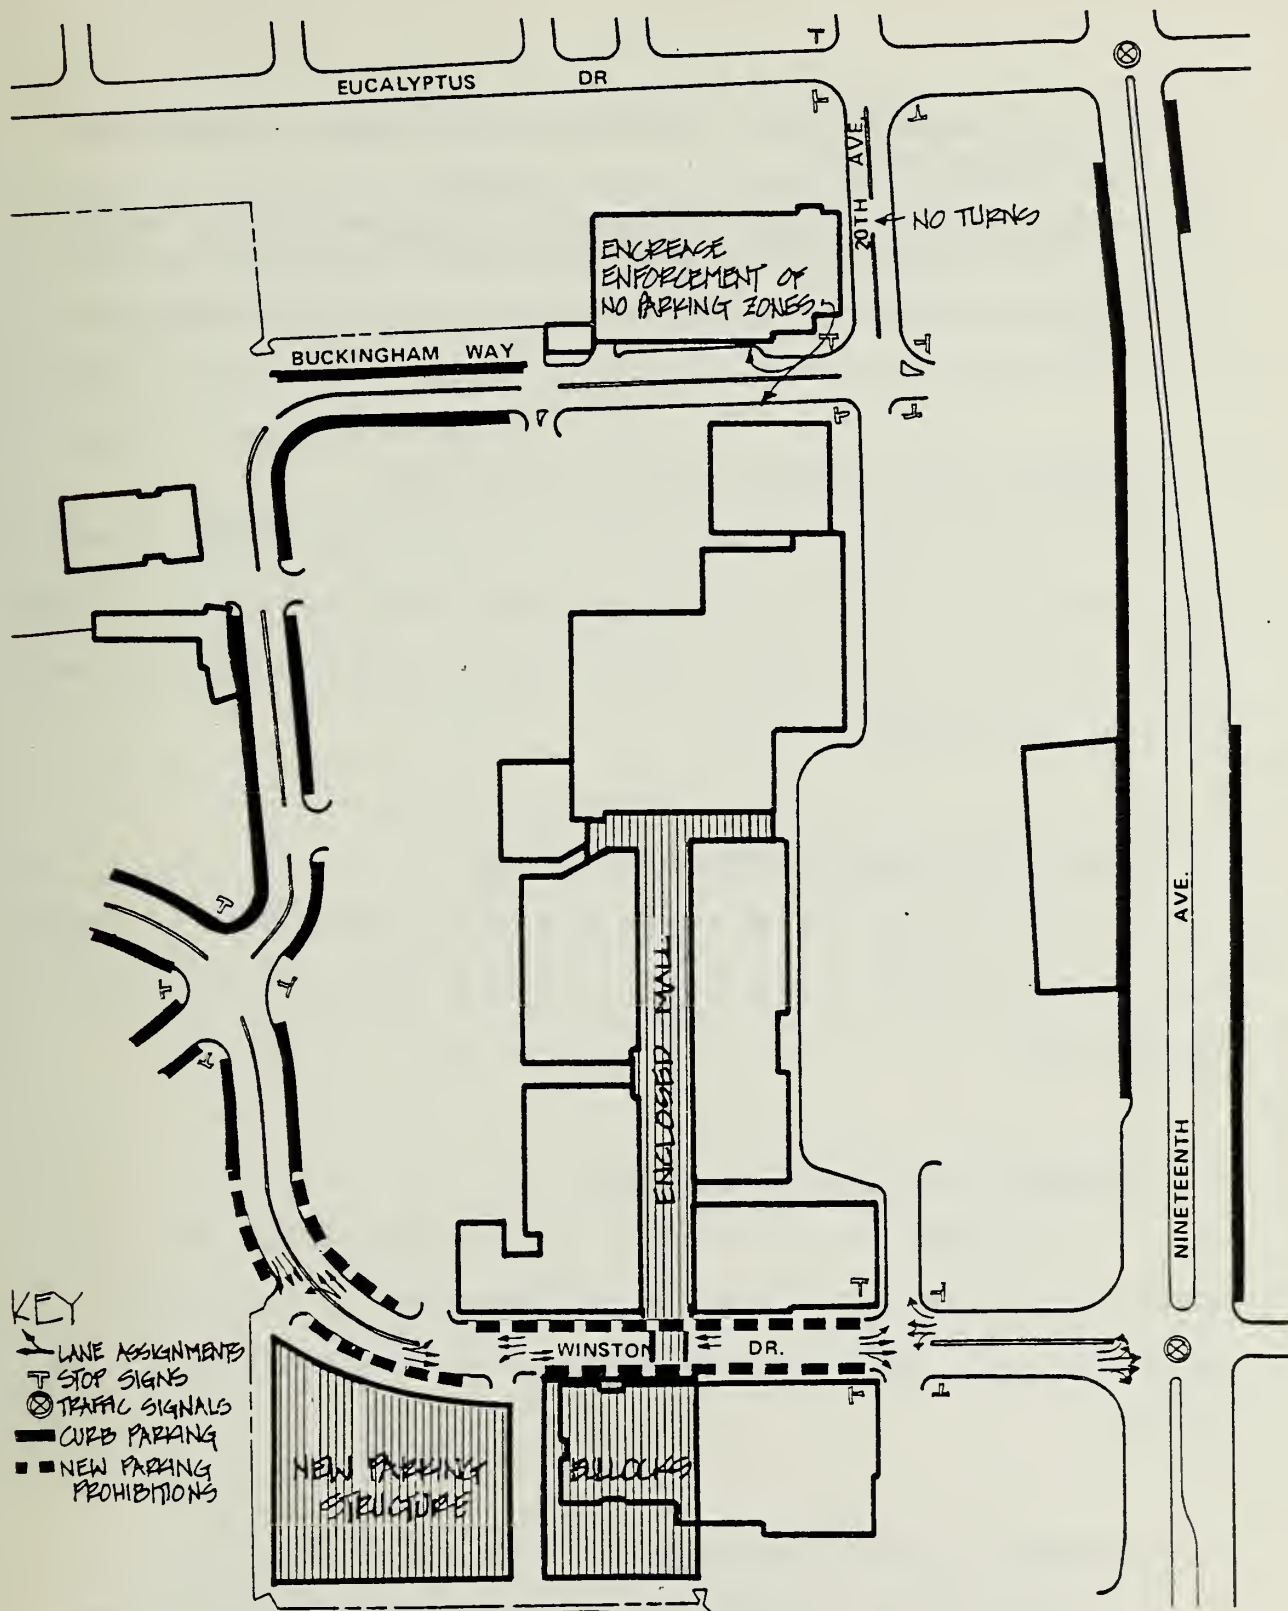 EUCALYPTUS DR
20TH AVE.
NO TURNS
ENCREASE
ENFORCEMENT OF
NO PARKING ZONES
BUCKINGHAM WAY
ENCLOSED MALL
NINETEENTH AVE.
WINSTON DR.
KEY
LANE ASSIGNMENTS
STOP SIGNS
TRAFFIC SIGNALS
CURB PARKING
NEW PARKING
PROHIBITIONS
NEW PARKING
STRUCTURE
BULLOCKS